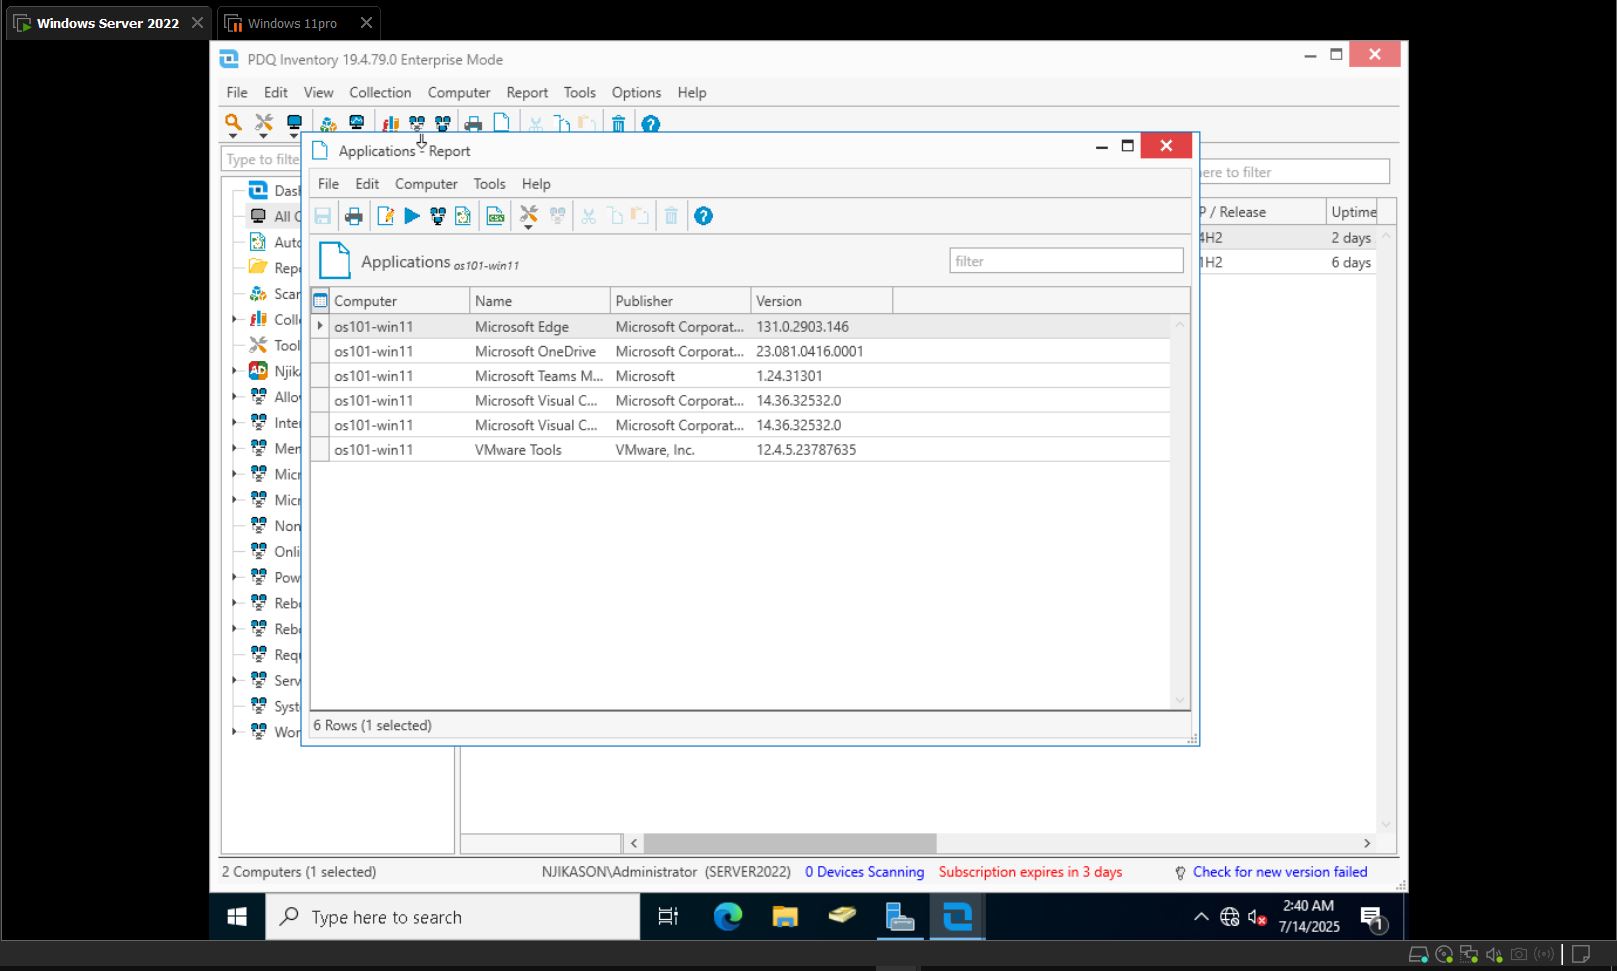 Windows Server 2022
Windows 11pro
PDQ Inventory 19.4.79.0 Enterprise Mode
File Edit View Collection Computer Report Tools Options Help
Type to filte
ere to filter
Applications - Report
File Edit Computer Tools Help
Applications os101-win11
filter
Computer Name Publisher Version
os101-win11 Microsoft Edge Microsoft Corporat... 131.0.2903.146
os101-win11 Microsoft OneDrive Microsoft Corporat... 23.081.0416.0001
os101-win11 Microsoft Teams M... Microsoft 1.24.31301
os101-win11 Microsoft Visual C... Microsoft Corporat... 14.36.32532.0
os101-win11 Microsoft Visual C... Microsoft Corporat... 14.36.32532.0
os101-win11 VMware Tools VMware, Inc. 12.4.5.23787635
6 Rows (1 selected)
Das
All C
Auto
Repo
Scan
Colle
Tool
Njika
Allo
Inter
Mem
Micr
Micr
Non
Onli
Pow
Reb
Reb
Requ
Serv
Syst
Wor
P / Release Uptime
4H2 2 days
1H2 6 days
2 Computers (1 selected) NJIKASON\Administrator (SERVER2022) 0 Devices Scanning Subscription expires in 3 days Check for new version failed
Type here to search
2:40 AM
7/14/2025
1